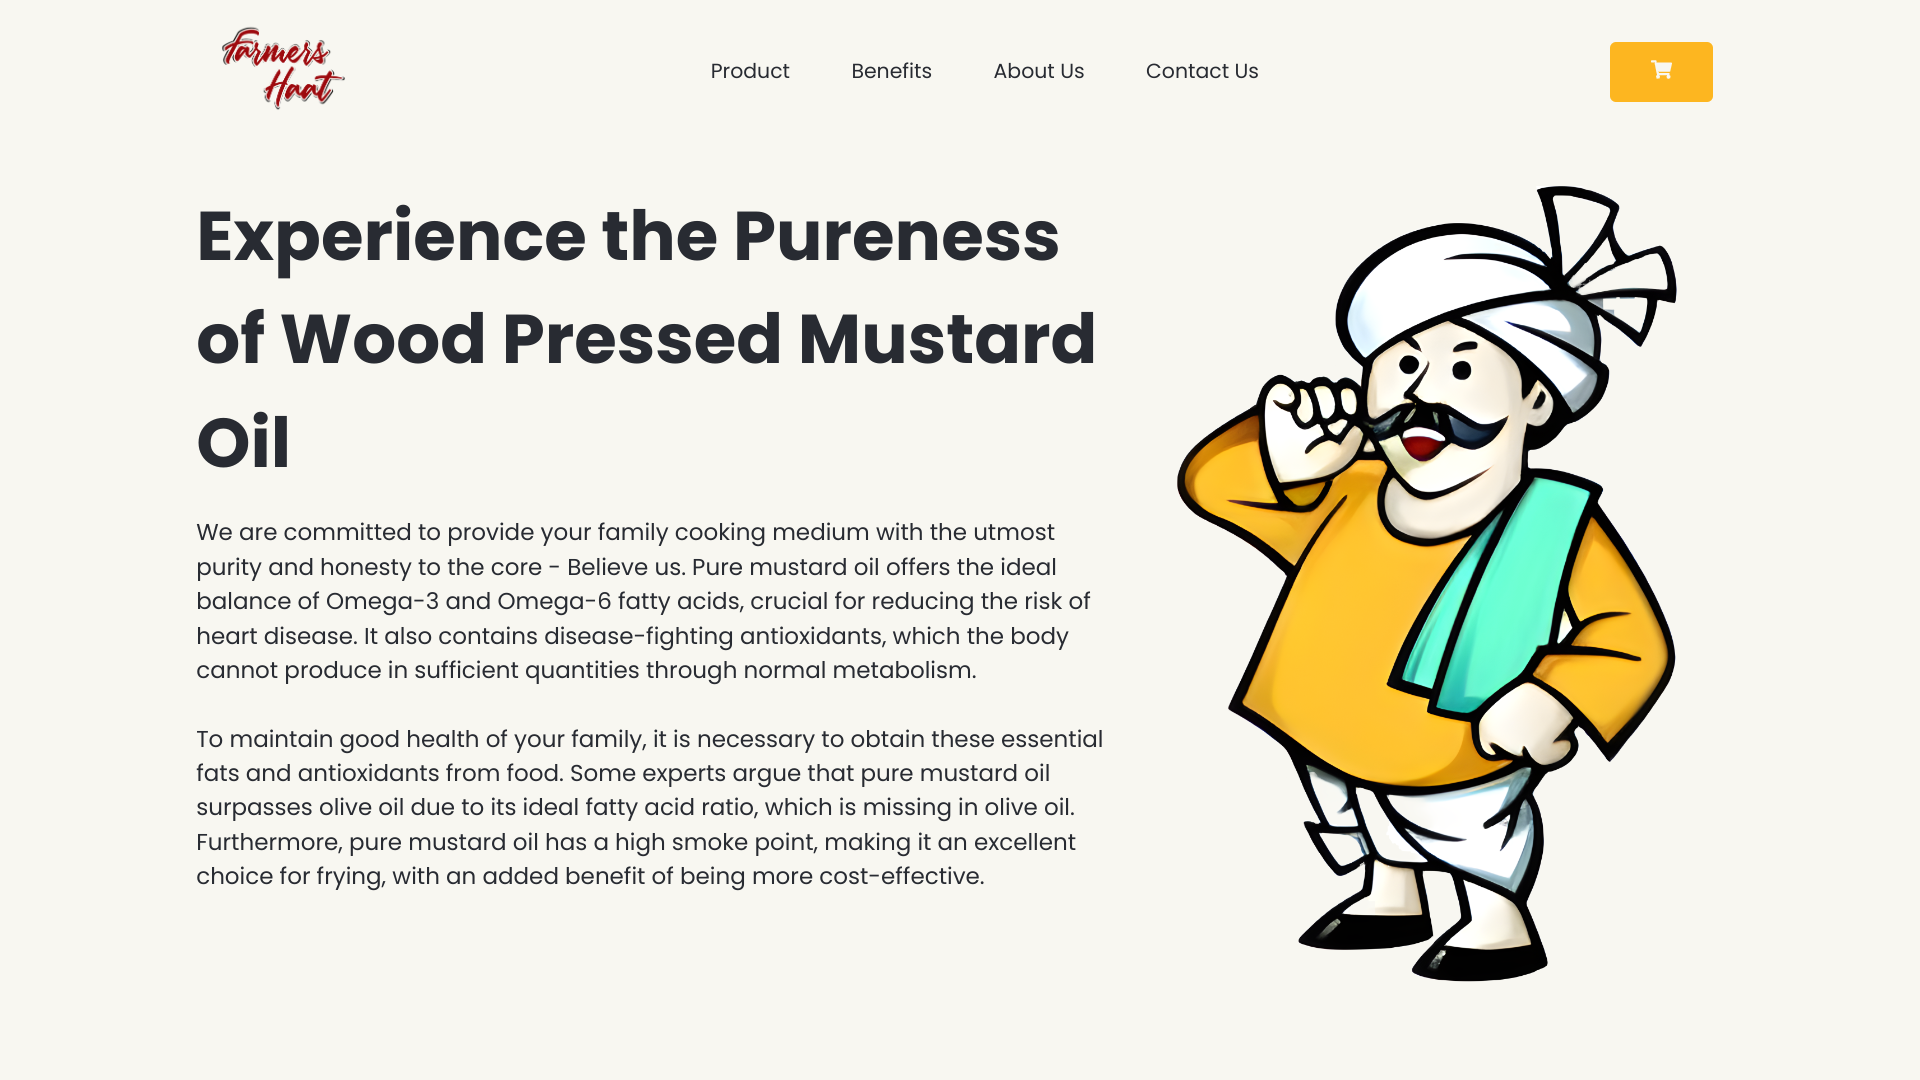 Farmers
Haat
Product
Benefits
About Us
Contact Us
Experience the Pureness
of Wood Pressed Mustard
Oil
We are committed to provide your family cooking medium with the utmost
purity and honesty to the core - Believe us. Pure mustard oil offers the ideal
balance of Omega-3 and Omega-6 fatty acids, crucial for reducing the risk of
heart disease. It also contains disease-fighting antioxidants, which the body
cannot produce in sufficient quantities through normal metabolism.
To maintain good health of your family, it is necessary to obtain these essential
fats and antioxidants from food. Some experts argue that pure mustard oil
surpasses olive oil due to its ideal fatty acid ratio, which is missing in olive oil.
Furthermore, pure mustard oil has a high smoke point, making it an excellent
choice for frying, with an added benefit of being more cost-effective.